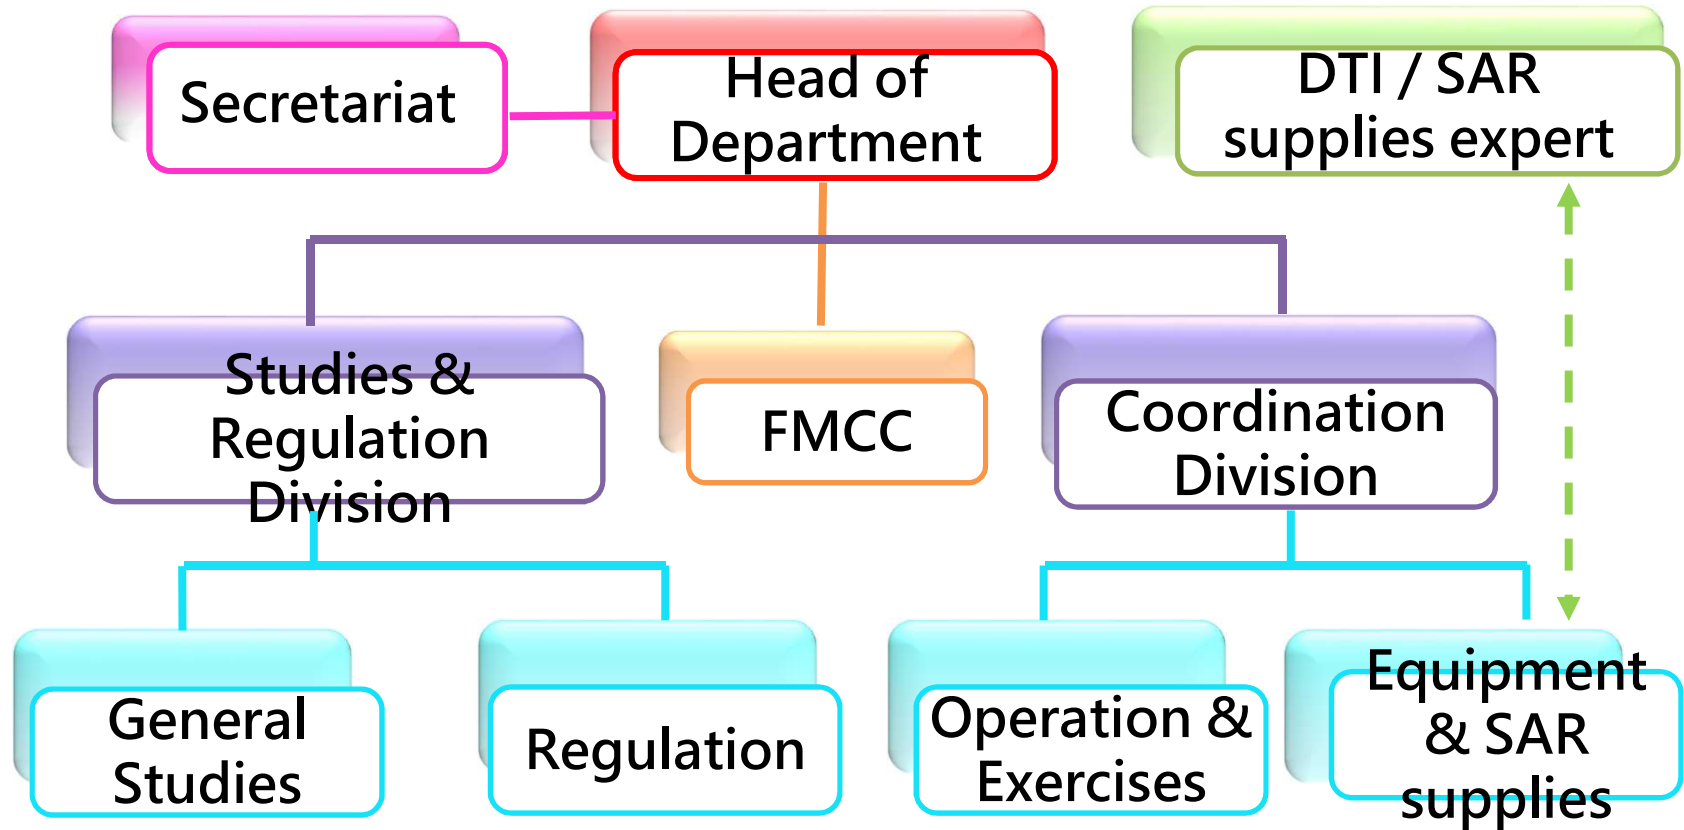 Secretariat
Head of
Department
DTI / SAR
supplies expert
Studies &
Regulation
Division
FMCC
Coordination
Division
General
Studies
Regulation
Operation &
Exercises
Equipment
& SAR
supplies